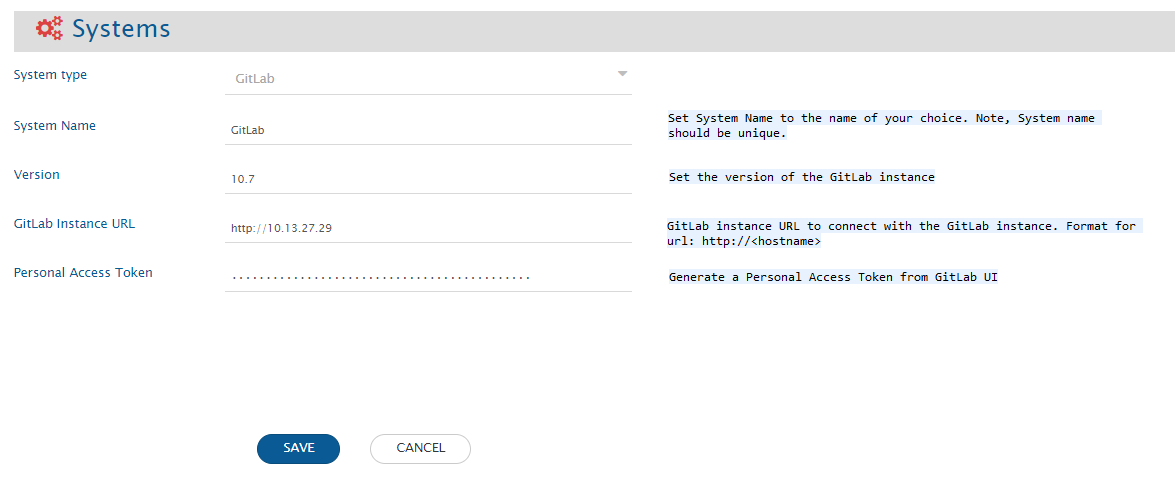 Systems
System type
GitLab
System Name
GitLab
Set System Name to the name of your choice. Note, System name
should be unique.
Version
10.7
Set the version of the GitLab instance
GitLab Instance URL
http://10.13.27.29
GitLab instance URL to connect with the GitLab instance. Format for
url: http://<hostname>
Personal Access Token
Generate a Personal Access Token from GitLab UI
SAVE
CANCEL